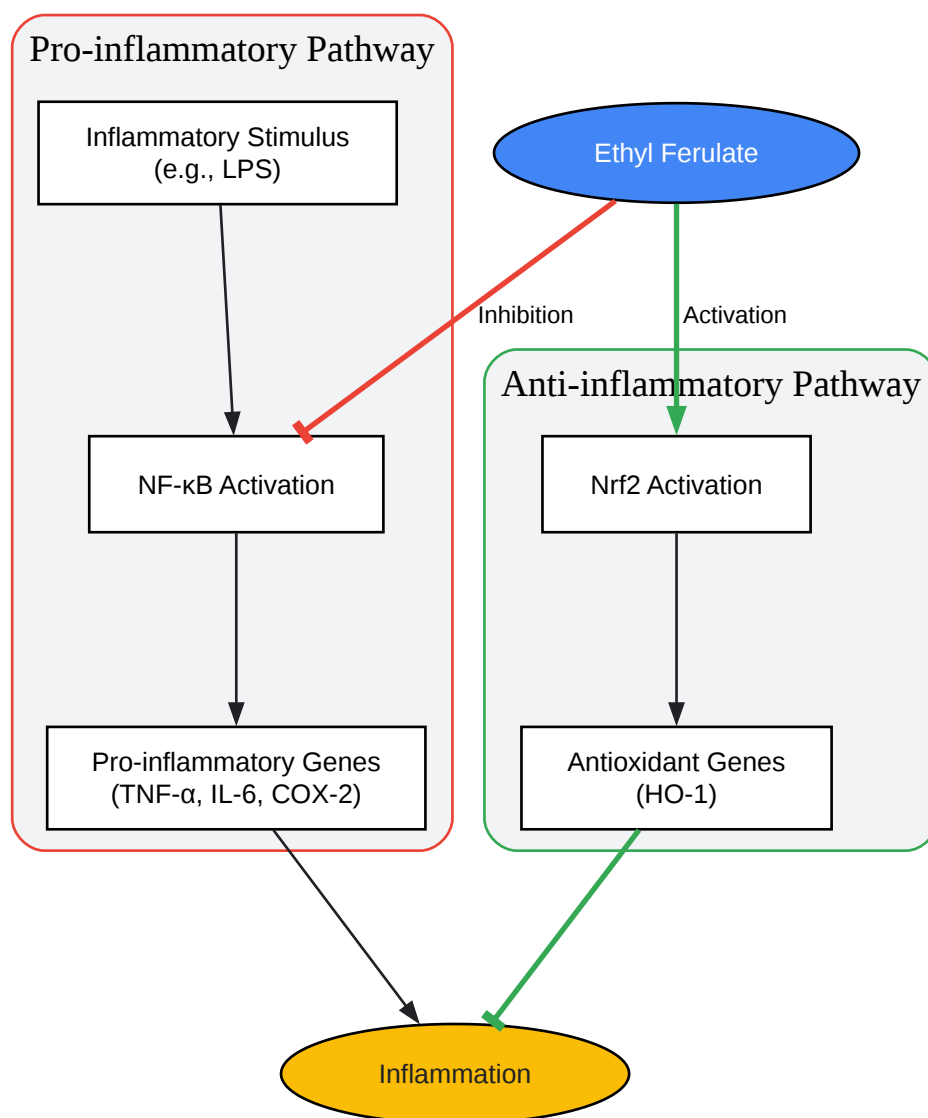 Pro-inflammatory Pathway
Inflammatory Stimulus
(e.g., LPS)
Ethyl Ferulate
Inhibition
Activation
Anti-inflammatory Pathway
NF-κB Activation
Nrf2 Activation
Pro-inflammatory Genes
(TNF-α, IL-6, COX-2)
Antioxidant Genes
(HO-1)
Inflammation